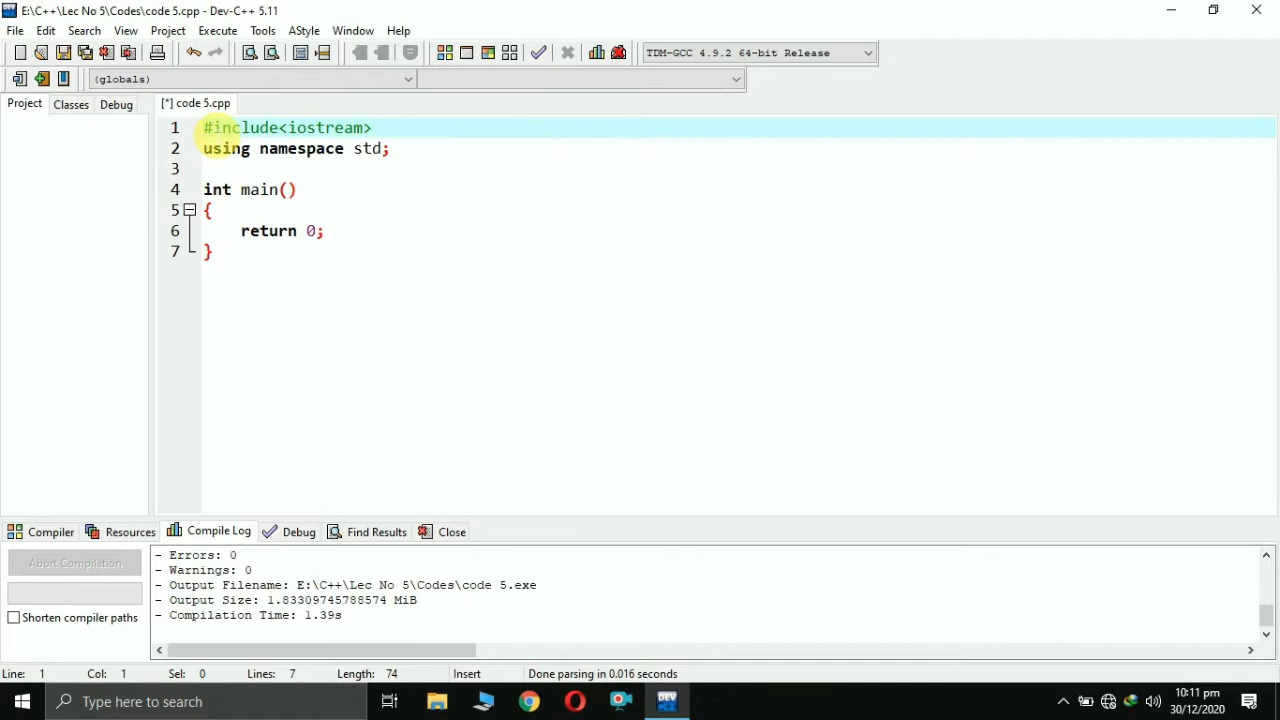 E:\C++\Lec No 5\Codes\code 5.cpp - Dev-C++ 5.11
File Edit Search View Project Execute Tools AStyle Window Help
TDM-GCC 4.9.2 64-bit Release
(globals)
Project Classes Debug
[*] code 5.cpp
1 #include<iostream>
2 using namespace std;
3
4 int main()
5 {
6 return 0;
7 }
Compiler Resources Compile Log Debug Find Results Close
Abort Compilation
Shorten compiler paths
- Errors: 0
- Warnings: 0
- Output Filename: E:\C++\Lec No 5\Codes\code 5.exe
- Output Size: 1.83309745788574 MiB
- Compilation Time: 1.39s
Line: 1 Col: 1 Sel: 0 Lines: 7 Length: 74 Insert Done parsing in 0.016 seconds
Type here to search
DEV
10:11 pm
30/12/2020